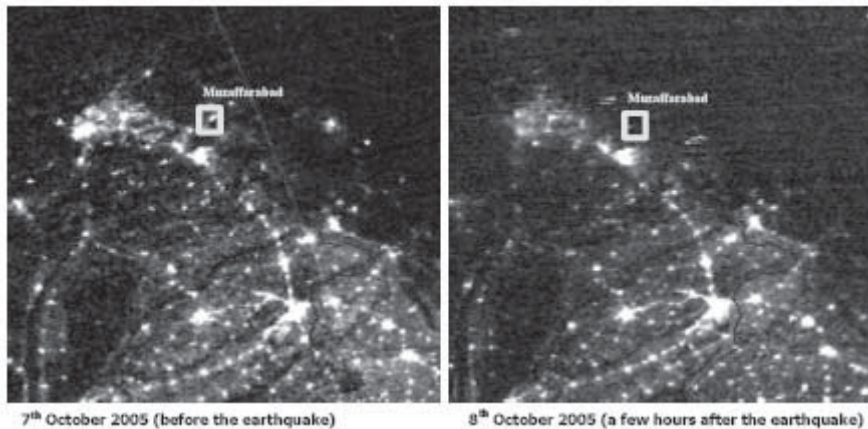 Muzaffarabad
Muzaffarabad
7th October 2005 (before the earthquake)
8th October 2005 (a few hours after the earthquake)